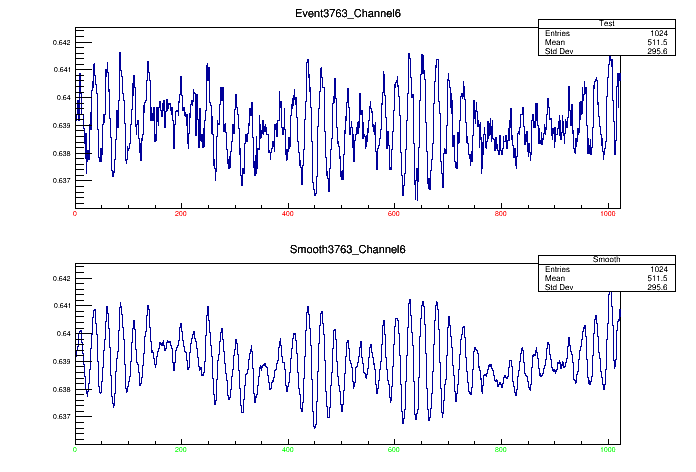 Event3763_Channel6
Test
Entries 1024
Mean 511.5
Std Dev 295.6
0.642
0.641
0.64
0.639
0.638
0.637
0 200 400 600 800 1000
Smooth3763_Channel6
Smooth
Entries 1024
Mean 511.5
Std Dev 295.6
0.642
0.641
0.64
0.639
0.638
0.637
0 200 400 600 800 1000